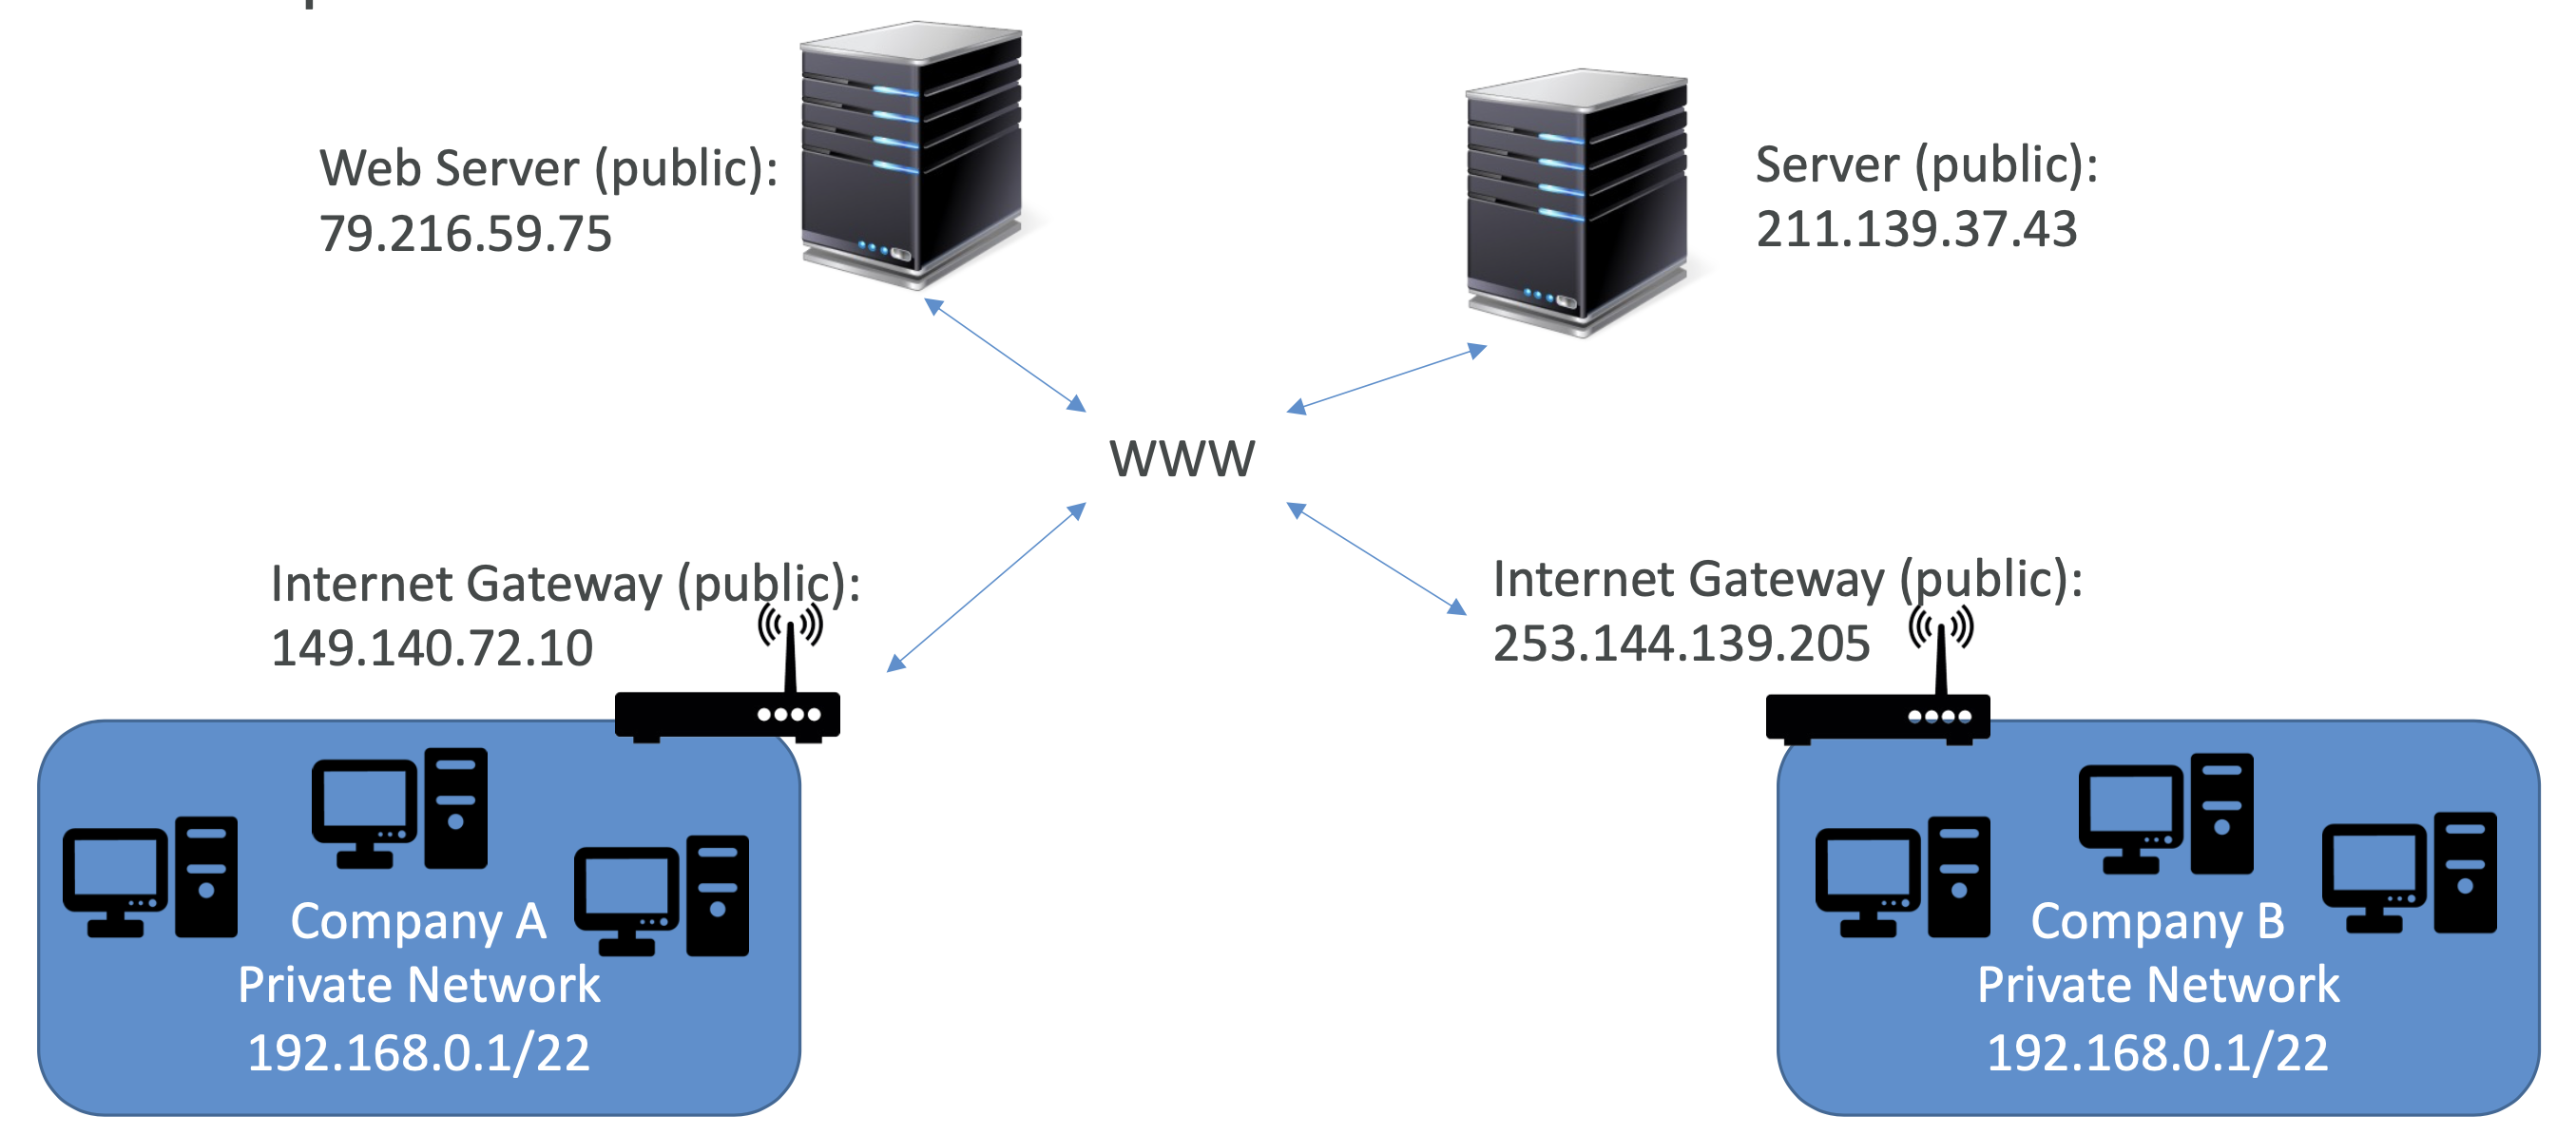 Web Server (public):
79.216.59.75
Server (public):
211.139.37.43
WWW
Internet Gateway (public):
149.140.72.10
Internet Gateway (public):
253.144.139.205
Company A
Private Network
192.168.0.1/22
Company B
Private Network
192.168.0.1/22